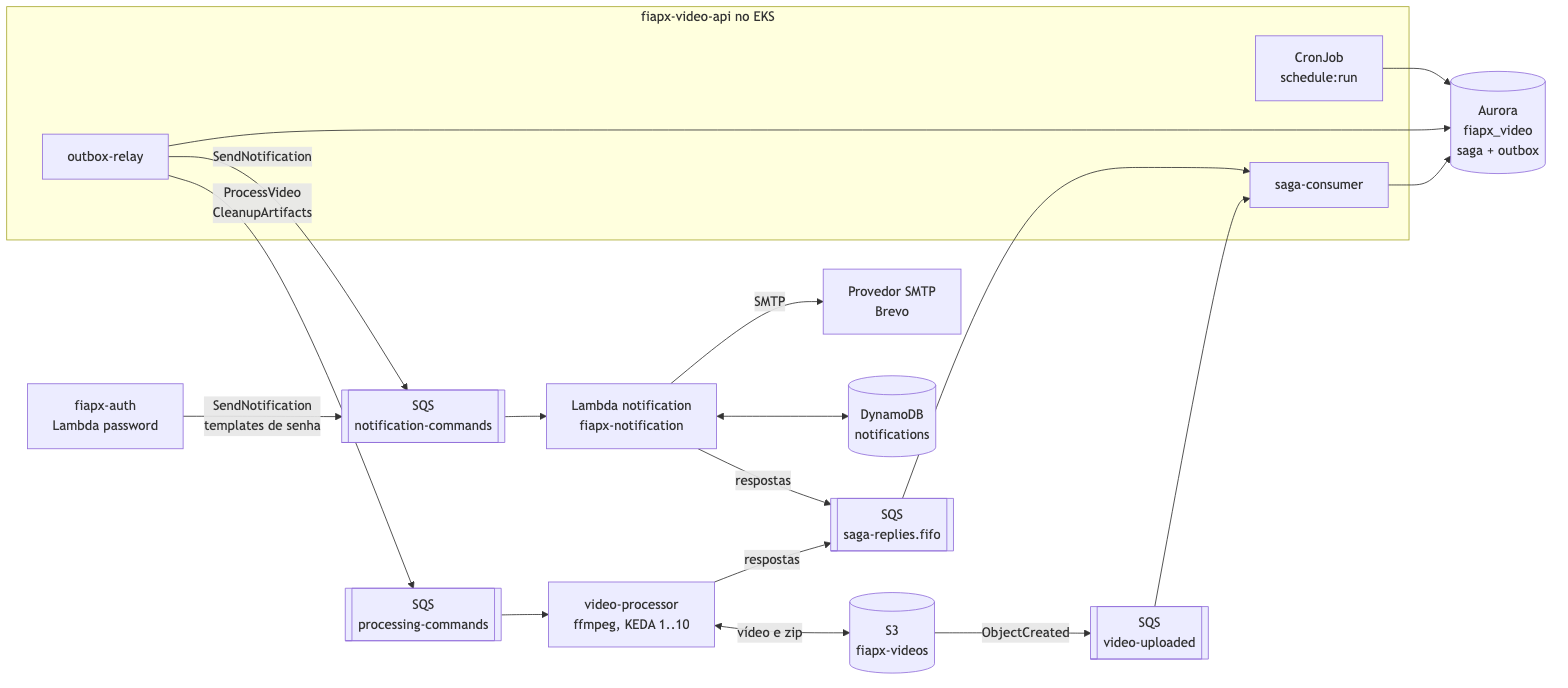 fiapx-video-api no EKS
CronJob
schedule:run
Aurora
fiapx_video
saga + outbox
outbox-relay
SendNotification
ProcessVideo
CleanupArtifacts
saga-consumer
Provedor SMTP
Brevo
SMTP
fiapx-auth
Lambda password
SendNotification
templates de senha
SQS
notification-commands
Lambda notification
fiapx-notification
DynamoDB
notifications
respostas
SQS
saga-replies.fifo
respostas
SQS
processing-commands
video-processor
ffmpeg, KEDA 1..10
vídeo e zip
S3
fiapx-videos
ObjectCreated
SQS
video-uploaded